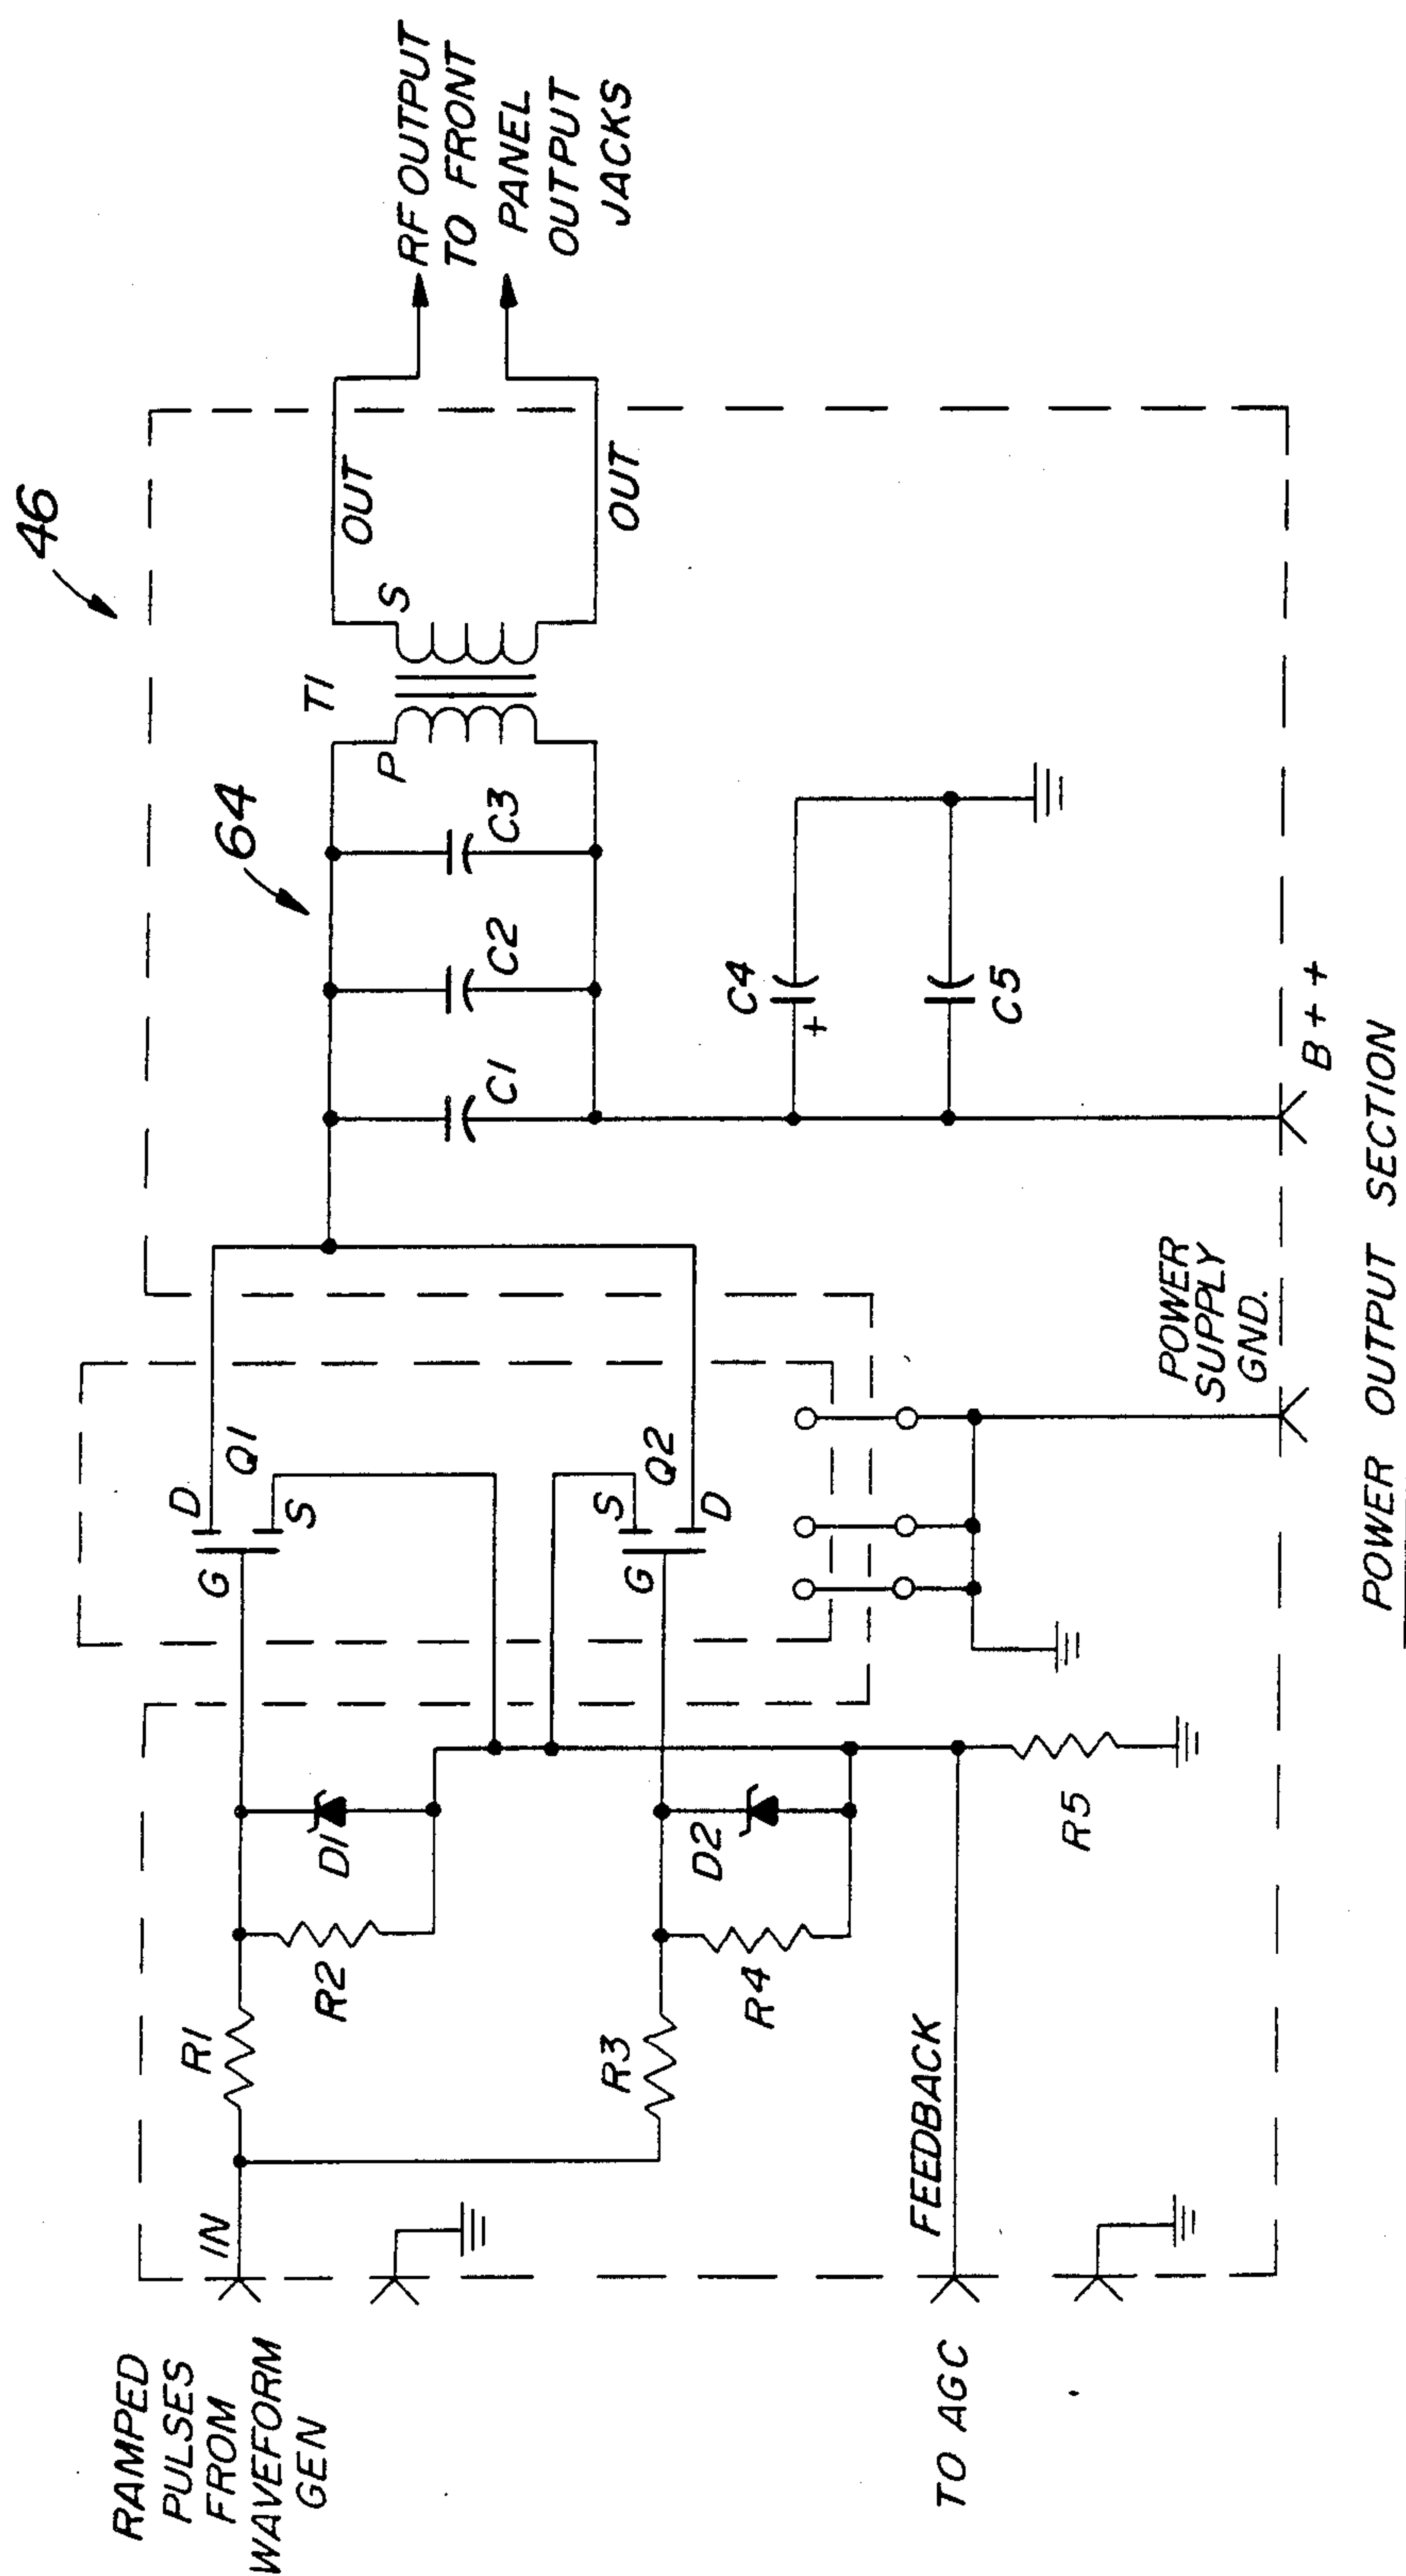 46
RAMPED
PULSES
FROM
WAVEFORM
GEN
IN
R1
R2
D1
G
D
S
Q1
R3
R4
D2
G
S
D
Q2
64
C1
C2
C3
P
T1
S
OUT
OUT
RF OUTPUT
TO FRONT
PANEL
OUTPUT
JACKS
C4
+
C5
TO AGC
FEEDBACK
R5
POWER
SUPPLY
GND.
B++
POWER OUTPUT SECTION